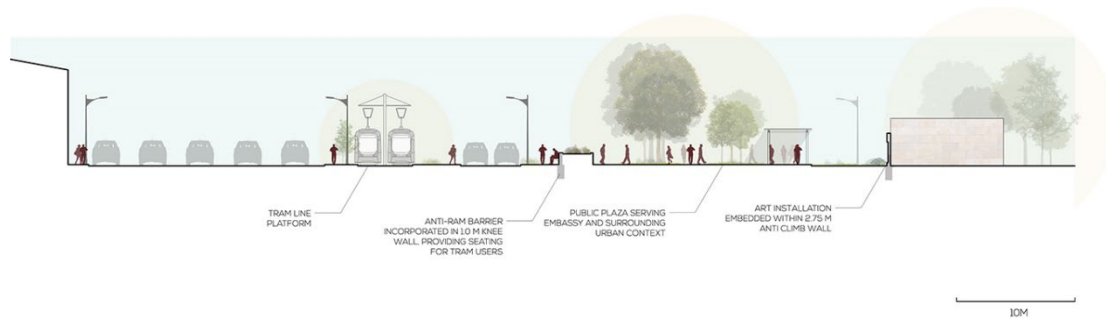 TRAM LINE
PLATFORM
ANTI-RAM BARRIER
INCORPORATED IN 1.0 M KNEE
WALL, PROVIDING SEATING
FOR TRAM USERS
PUBLIC PLAZA SERVING
EMBASSY AND SURROUNDING
URBAN CONTEXT
ART INSTALLATION
EMBEDDED WITHIN 2.75 M
ANTI CLIMB WALL
10M